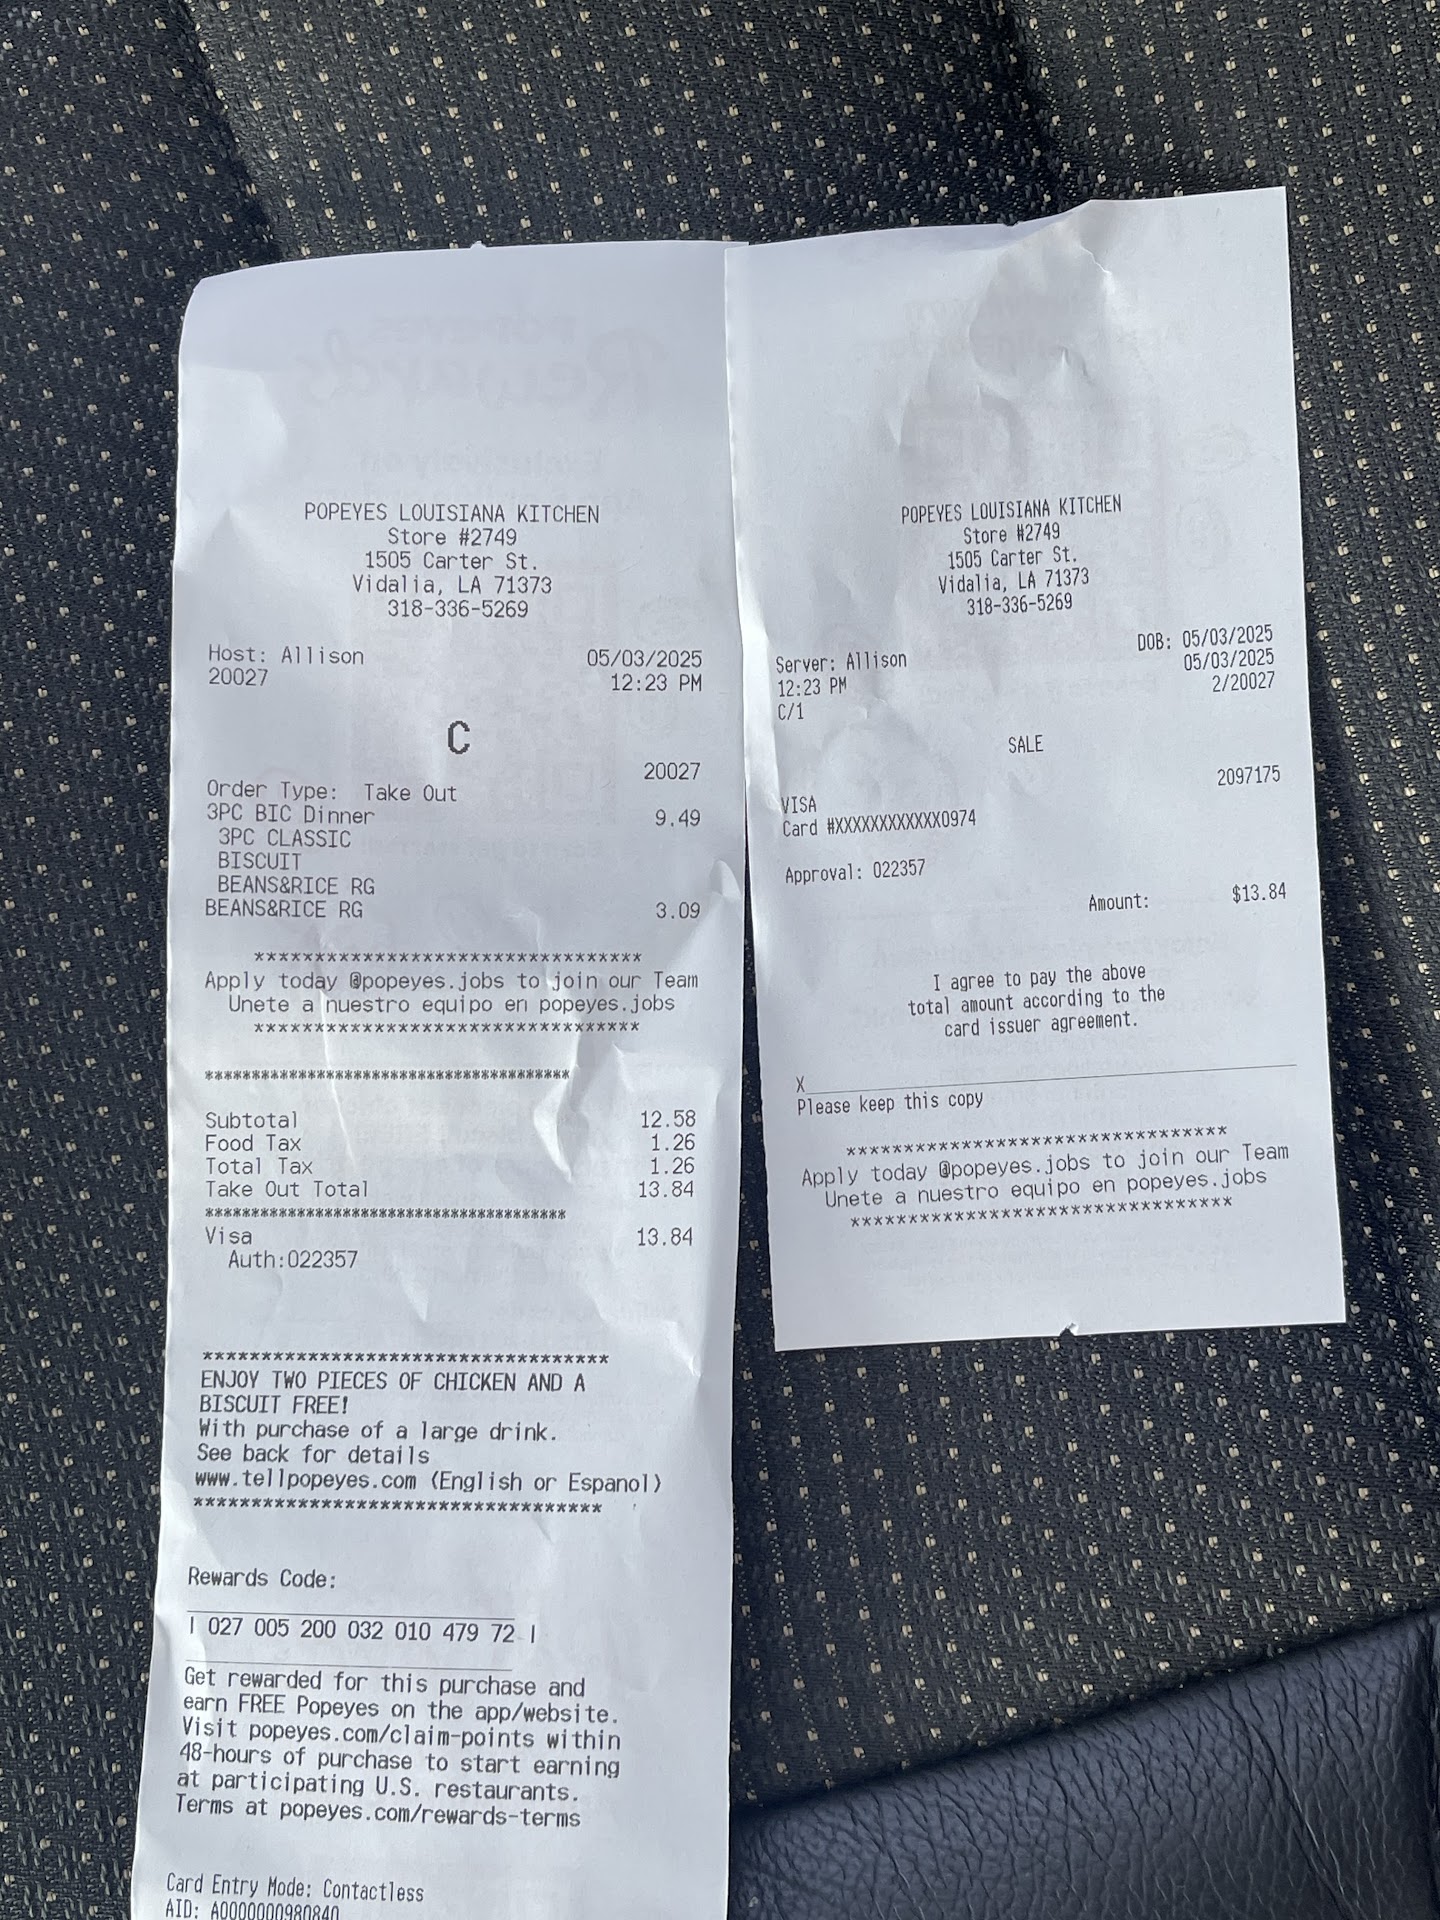 POPEYES LOUISIANA KITCHEN
Store #2749
1505 Carter St.
Vidalia, LA 71373
318-336-5269
Host: Allison 05/03/2025
20027 12:23 PM
C
20027
Order Type: Take Out
3PC BIC Dinner 9.49
3PC CLASSIC
BISCUIT
BEANS&RICE RG
BEANS&RICE RG 3.09
*********************************
Apply today @popeyes.jobs to join our Team
Unete a nuestro equipo en popeyes.jobs
*********************************
***************************************
Subtotal 12.58
Food Tax 1.26
Total Tax 1.26
Take Out Total 13.84
***************************************
Visa 13.84
Auth:022357
***********************************
ENJOY TWO PIECES OF CHICKEN AND A
BISCUIT FREE!
With purchase of a large drink.
See back for details
www.tellpopeyes.com (English or Espanol)
***********************************
Rewards Code:
| 027 005 200 032 010 479 72 |
Get rewarded for this purchase and
earn FREE Popeyes on the app/website.
Visit popeyes.com/claim-points within
48-hours of purchase to start earning
at participating U.S. restaurants.
Terms at popeyes.com/rewards-terms
Card Entry Mode: Contactless
AID: A0000000980840
POPEYES LOUISIANA KITCHEN
Store #2749
1505 Carter St.
Vidalia, LA 71373
318-336-5269
DOB: 05/03/2025
Server: Allison 05/03/2025
12:23 PM 2/20027
C/1
SALE
2097175
VISA
Card #XXXXXXXXXXXX0974
Approval: 022357
Amount: $13.84
I agree to pay the above
total amount according to the
card issuer agreement.
X
Please keep this copy
*********************************
Apply today @popeyes.jobs to join our Team
Unete a nuestro equipo en popeyes.jobs
*********************************